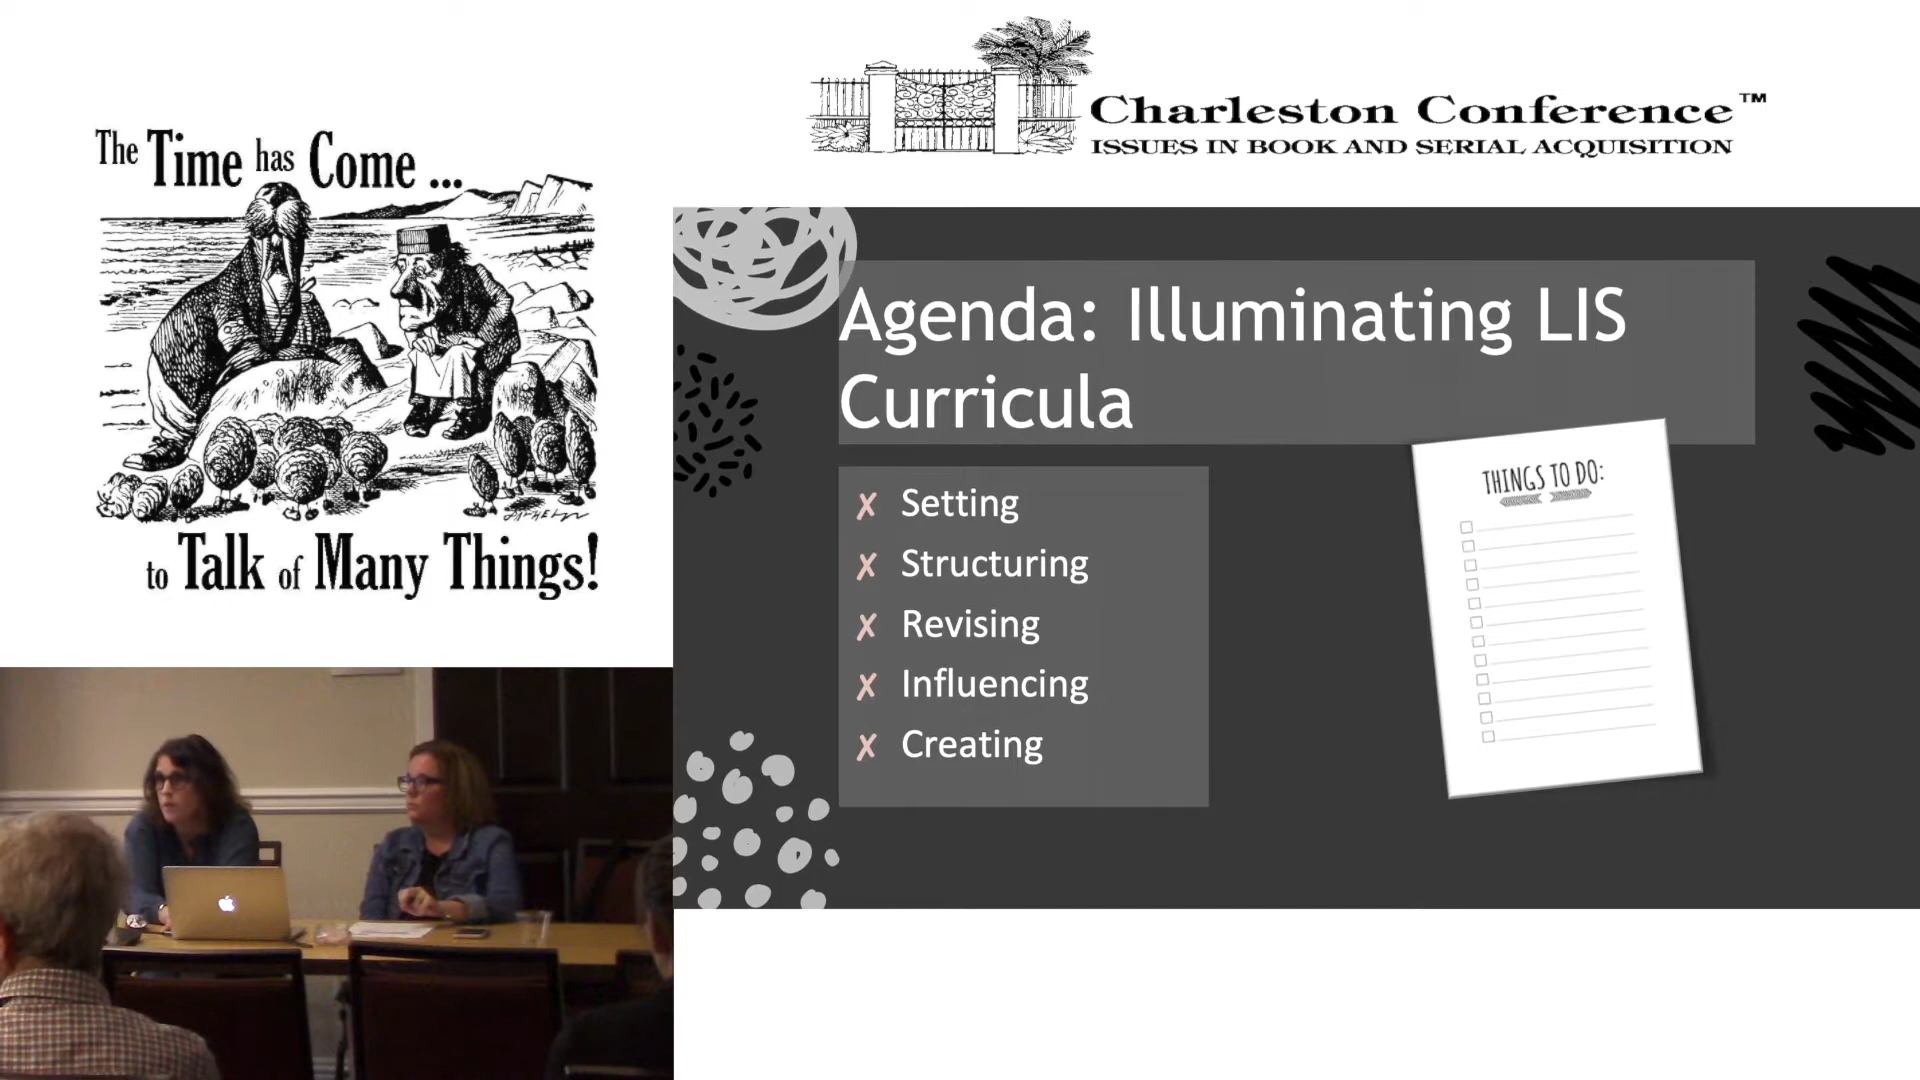 The Time has Come ...
to Talk of Many Things!
Charleston Conference™
ISSUES IN BOOK AND SERIAL ACQUISITION
Agenda: Illuminating LIS
Curricula
✗ Setting
✗ Structuring
✗ Revising
✗ Influencing
✗ Creating
THINGS TO DO: